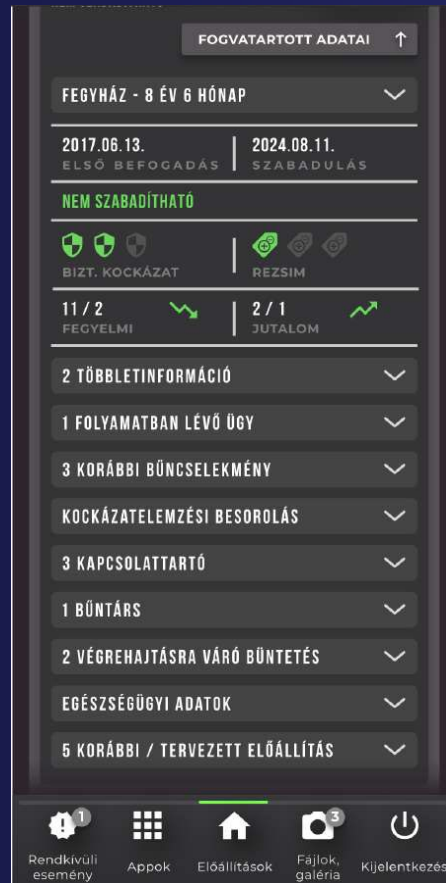 FOGVATARTOTT ADATAI
FEGYHÁZ - 8 ÉV 6 HÓNAP
2017.06.13.
ELSŐ BEFOGADÁS
2024.08.11.
SZABADULÁS
NEM SZABADÍTHATÓ
BIZT. KOCKÁZAT
REZSIM
11 / 2
FEGYELMI
2 / 1
JUTALOM
2 TÖBBLETINFORMÁCIÓ
1 FOLYAMATBAN LÉVŐ ÜGY
3 KORÁBBI BŰNCSELEKMÉNY
KOCKÁZATELEMZÉSI BESOROLÁS
3 KAPCSOLATTARTÓ
1 BŰNTÁRS
2 VÉGREHAJTÁSRA VÁRÓ BÜNTETÉS
EGÉSZSÉGÜGYI ADATOK
5 KORÁBBI / TERVEZETT ELŐÁLLÍTÁS
1
3
Rendkívüli
esemény
Appok
Előállítások
Fájlok,
galéria
Kijelentkezés